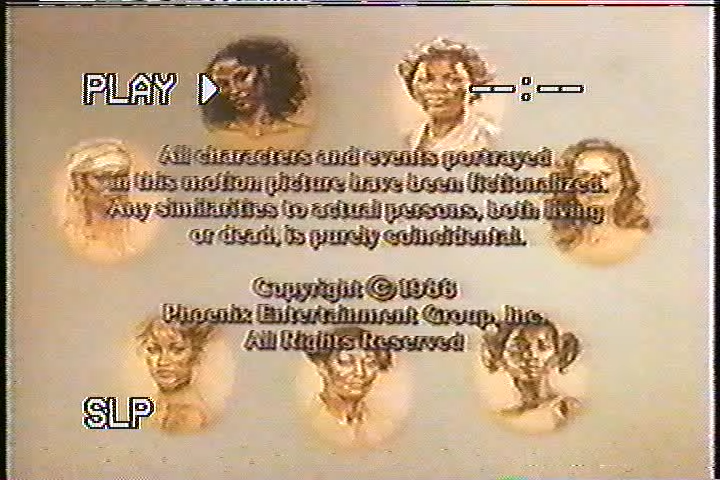 PLAY ▶ --:--
All characters and events portrayed
in this motion picture have been fictionalized.
Any similarities to actual persons, both living
or dead, is purely coincidental.
Copyright © 1988
Phoenix Entertainment Group, Inc.
All Rights Reserved
SLP